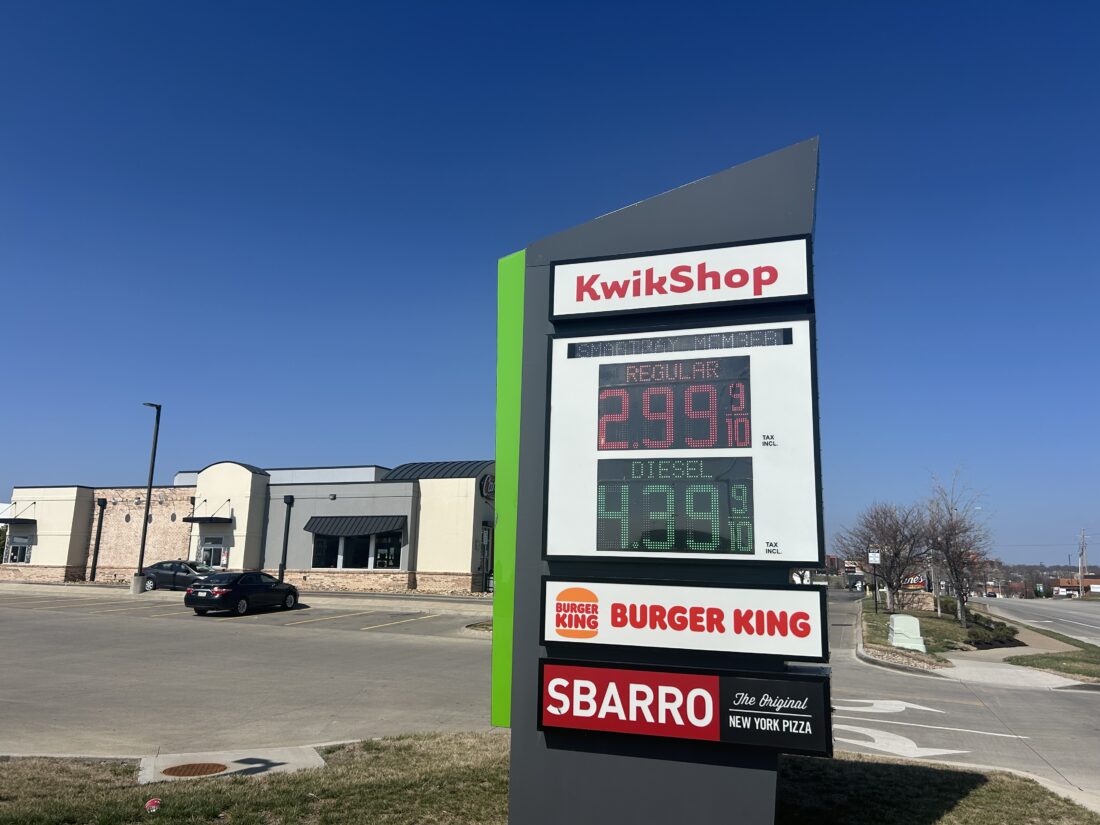 KwikShop
SMARTPAY MEMBER
REGULAR
2.99 9/10
TAX
INCL.
DIESEL
4.39 9/10
TAX
INCL.
BURGER
KING
BURGER KING
SBARRO
The Original
NEW YORK PIZZA